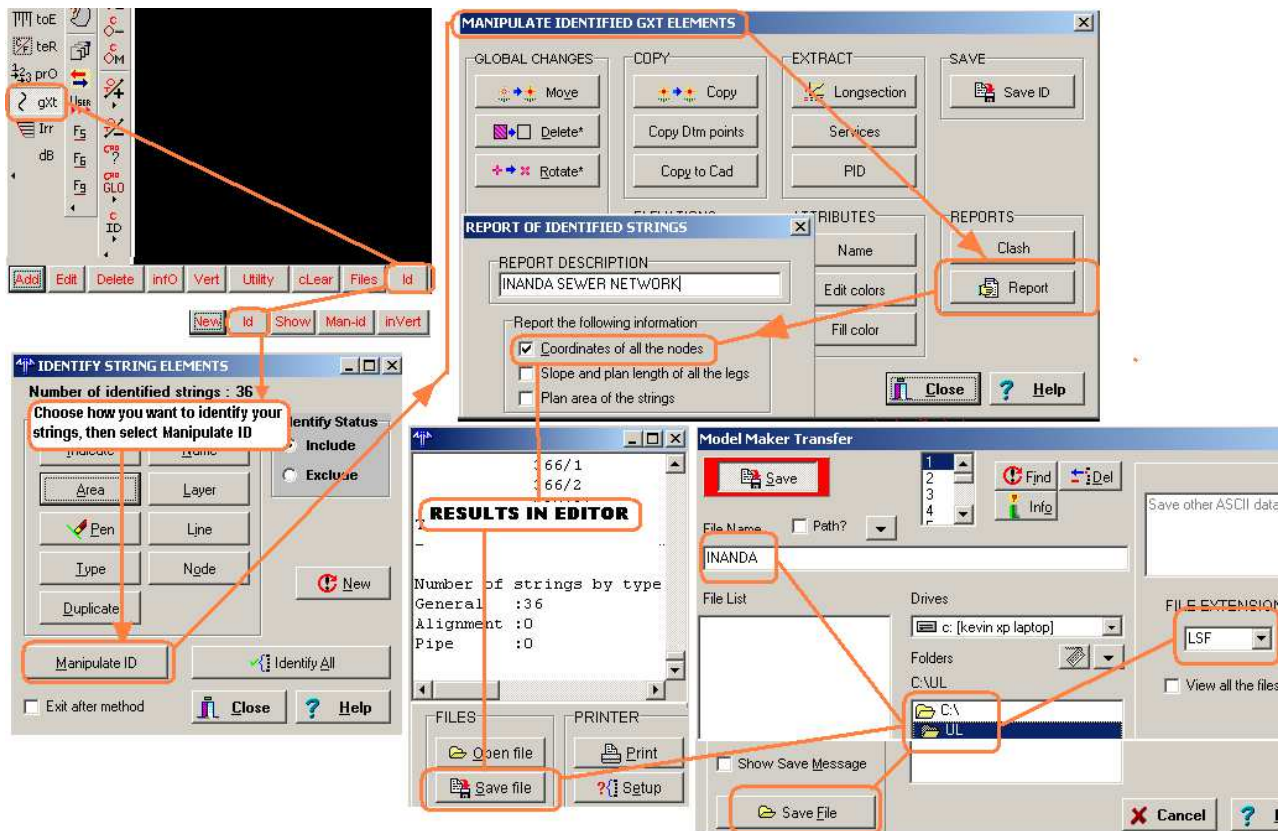 toE
teR
prO
gXt
Irr
dB
USER
F5
F6
F9
C
C
M
CRD
?
CRD
GLO
C
ID
Add Edit Delete infO Vert Utility cLear Files Id
New Id Show Man-id inVert
MANIPULATE IDENTIFIED GXT ELEMENTS
GLOBAL CHANGES COPY EXTRACT SAVE
Move Copy Longsection Save ID
Delete* Copy Dtm points Services
Rotate* Copy to Cad PID
REPORTS
Name Clash
Edit colors Report
Fill color
Close Help
REPORT OF IDENTIFIED STRINGS
REPORT DESCRIPTION
INANDA SEWER NETWORK
Report the following information
Coordinates of all the nodes
Slope and plan length of all the legs
Plan area of the strings
IDENTIFY STRING ELEMENTS
Number of identified strings : 36
Choose how you want to identify your
strings, then select Manipulate ID
Identify Status
Include
Exclude
Area Layer
Pen Line
Type Node
Duplicate
New
Manipulate ID Identify All
Exit after method Close Help
366/1
366/2
RESULTS IN EDITOR
Number of strings by type
General :36
Alignment :0
Pipe :0
FILES PRINTER
Open file Print
Save file Setup
Model Maker Transfer
Save
1
2
3
4
Find Del
Info
Save other ASCII data
File Name Path?
INANDA
File List Drives
c: [kevin xp laptop]
Folders
C:\UL
C:\
UL
FILE EXTENSION
LSF
View all the files
Show Save Message
Save File
Cancel